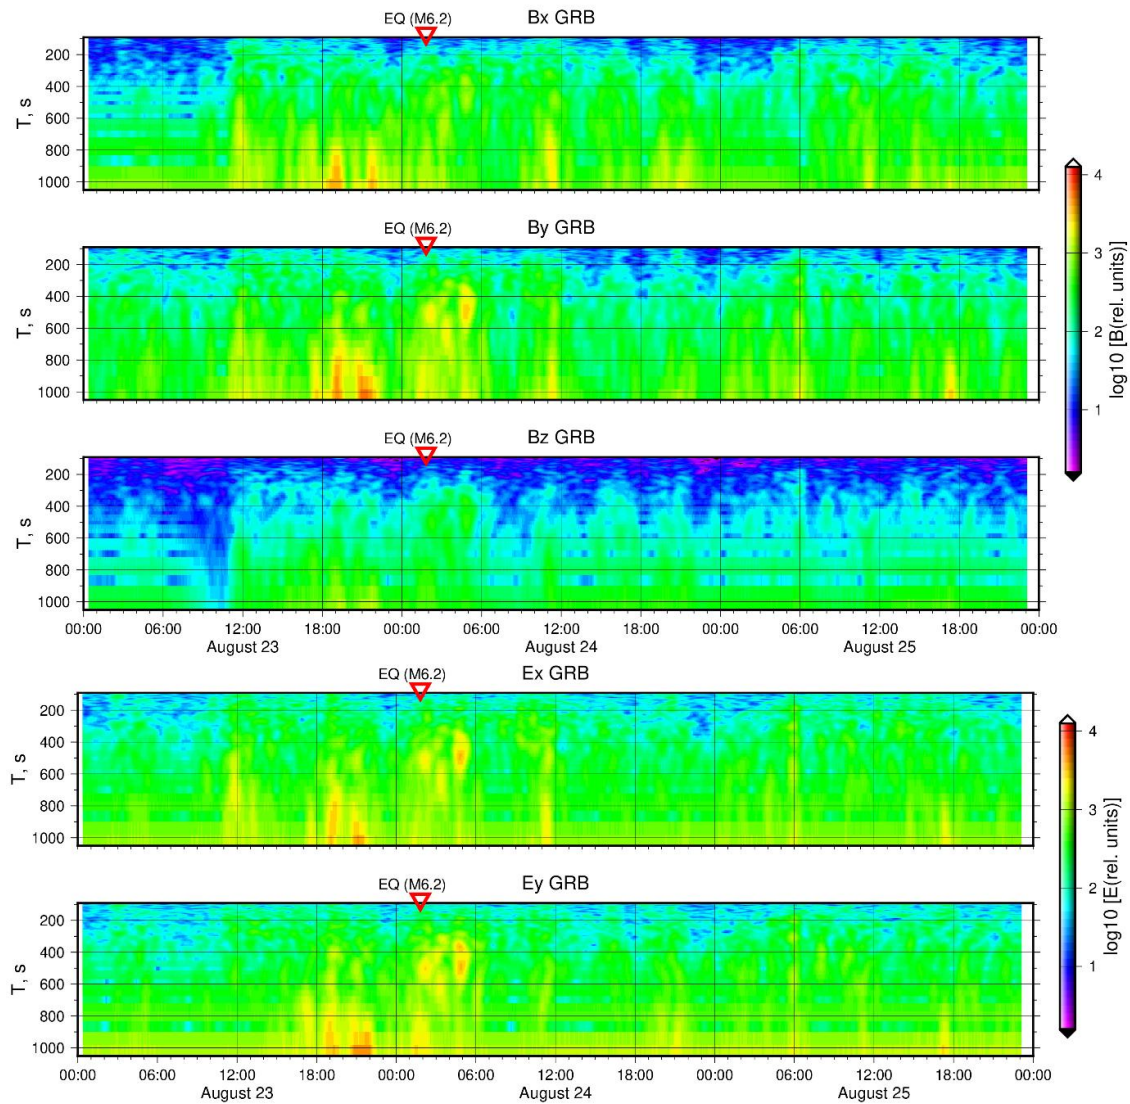 EQ (M6.2) Bx GRB
200
400
600
800
1000
T, s
EQ (M6.2) By GRB
200
400
600
800
1000
T, s
EQ (M6.2) Bz GRB
200
400
600
800
1000
T, s
00:00 06:00 12:00 18:00 00:00 06:00 12:00 18:00 00:00 06:00 12:00 18:00 00:00
August 23 August 24 August 25
4
3
2
1
log10 [B(rel. units)]
EQ (M6.2) Ex GRB
200
400
600
800
1000
T, s
EQ (M6.2) Ey GRB
200
400
600
800
1000
T, s
00:00 06:00 12:00 18:00 00:00 06:00 12:00 18:00 00:00 06:00 12:00 18:00 00:00
August 23 August 24 August 25
4
3
2
1
log10 [E(rel. units))]